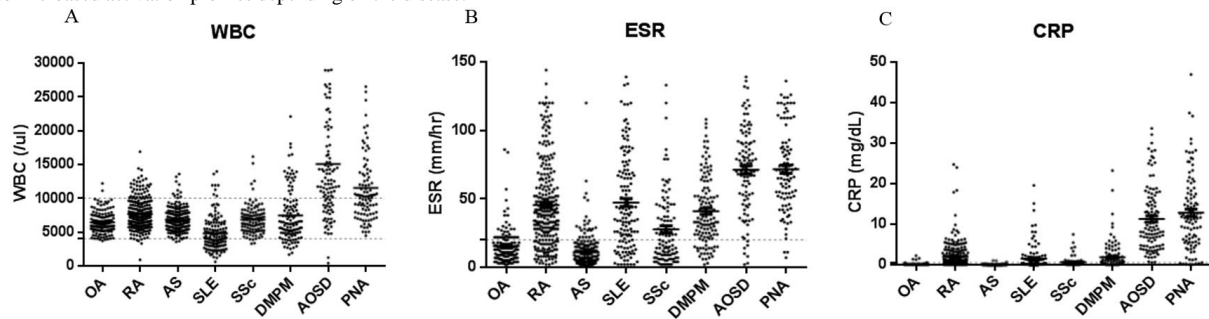 A
B
C
WBC
ESR
CRP
WBC (/ul)
30000
25000
20000
15000
10000
5000
0
OA RA AS SLE SSc DMPM AOSD PNA
ESR (mm/hr)
150
100
50
0
OA RA AS SLE SSc DMPM AOSD PNA
CRP (mg/dL)
50
40
30
20
10
0
OA RA AS SLE SSc DMPM AOSD PNA